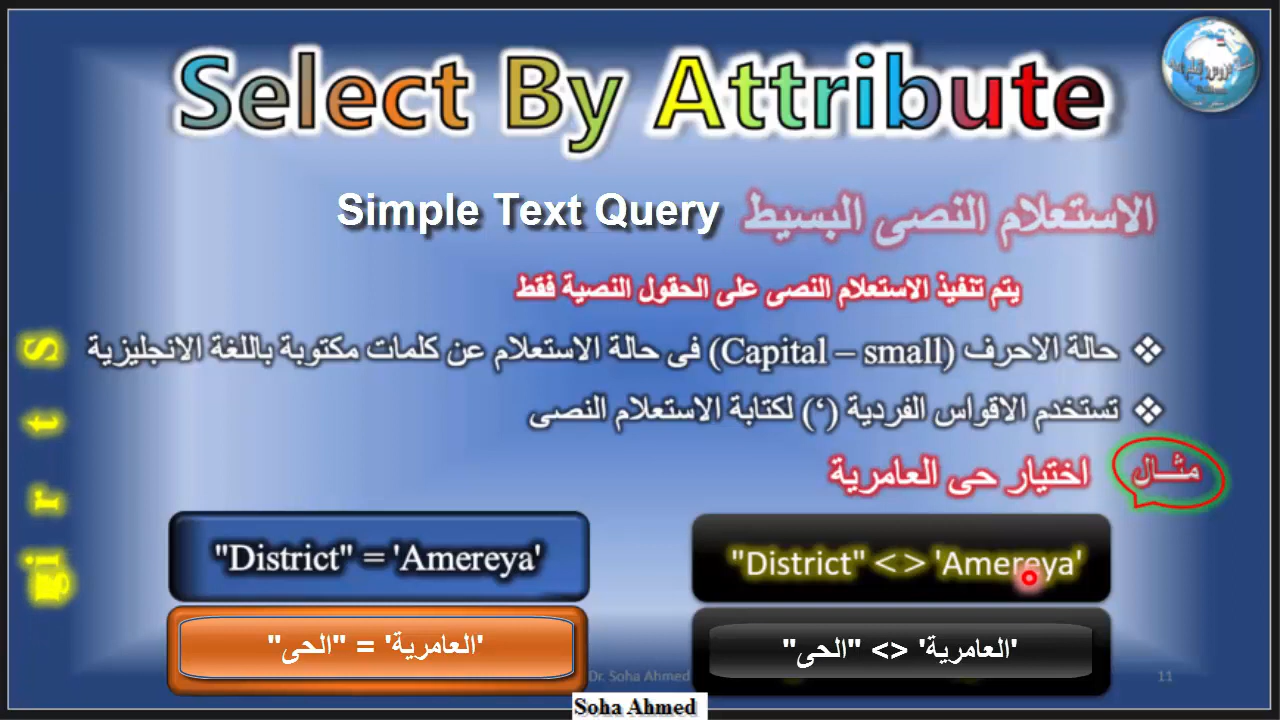 Select By Attribute
الاستعلام النصى البسيط Simple Text Query
يتم تنفيذ الاستعلام النصى على الحقول النصية فقط
❖ حالة الاحرف (Capital – small) فى حالة الاستعلام عن كلمات مكتوبة باللغة الانجليزية
❖ تستخدم الاقواس الفردية (‘) لكتابة الاستعلام النصى
مثـــال اختيار حى العامرية
"District" = 'Amereya'
"District" <> 'Amereya'
'العامرية' = "الحى"
'العامرية' <> "الحى"
Dr. Soha Ahmed
11
Soha Ahmed